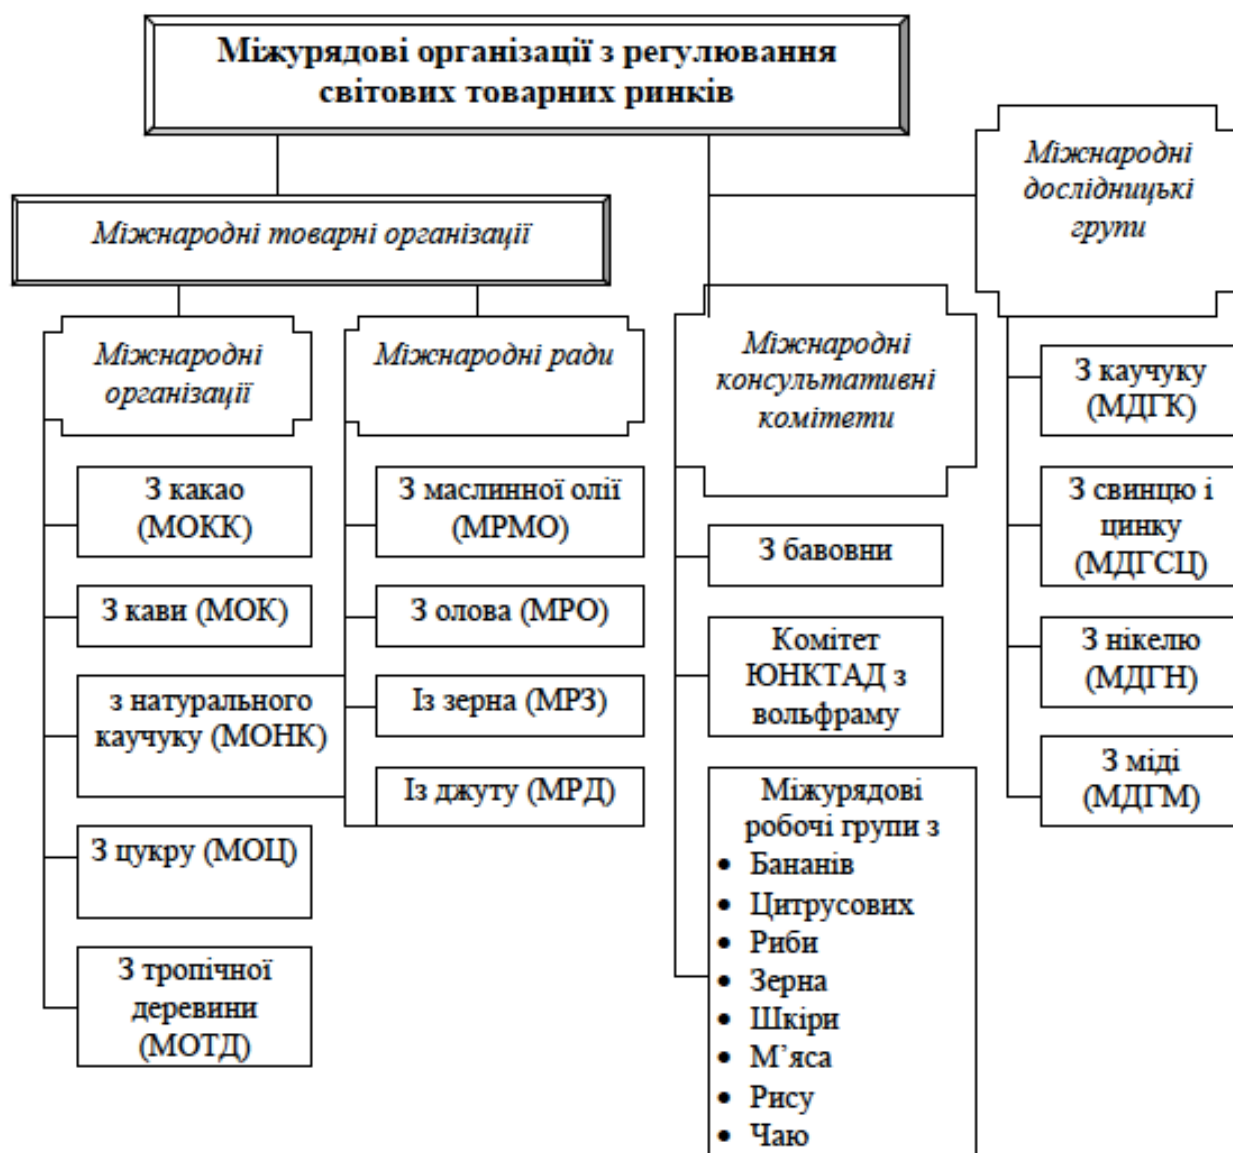 Міжурядові організації з регулювання
світових товарних ринків
Міжнародні
дослідницькі
групи
Міжнародні товарні організації
Міжнародні
організації
Міжнародні ради
Міжнародні
консультативні
комітети
З какао
(МОКК)
З кави (МОК)
з натурального
каучуку (МОНК)
З цукру (МОЦ)
З тропічної
деревини
(МОТД)
З маслинної олії
(МРМО)
З олова (МРО)
Із зерна (МРЗ)
Із джуту (МРД)
З бавовни
Комітет
ЮНКТАД з
вольфраму
Міжурядові
робочі групи з
• Бананів
• Цитрусових
• Риби
• Зерна
• Шкіри
• М’яса
• Рису
• Чаю
З каучуку
(МДГК)
З свинцю і
цинку
(МДГСЦ)
З нікелю
(МДГН)
З міді
(МДГМ)